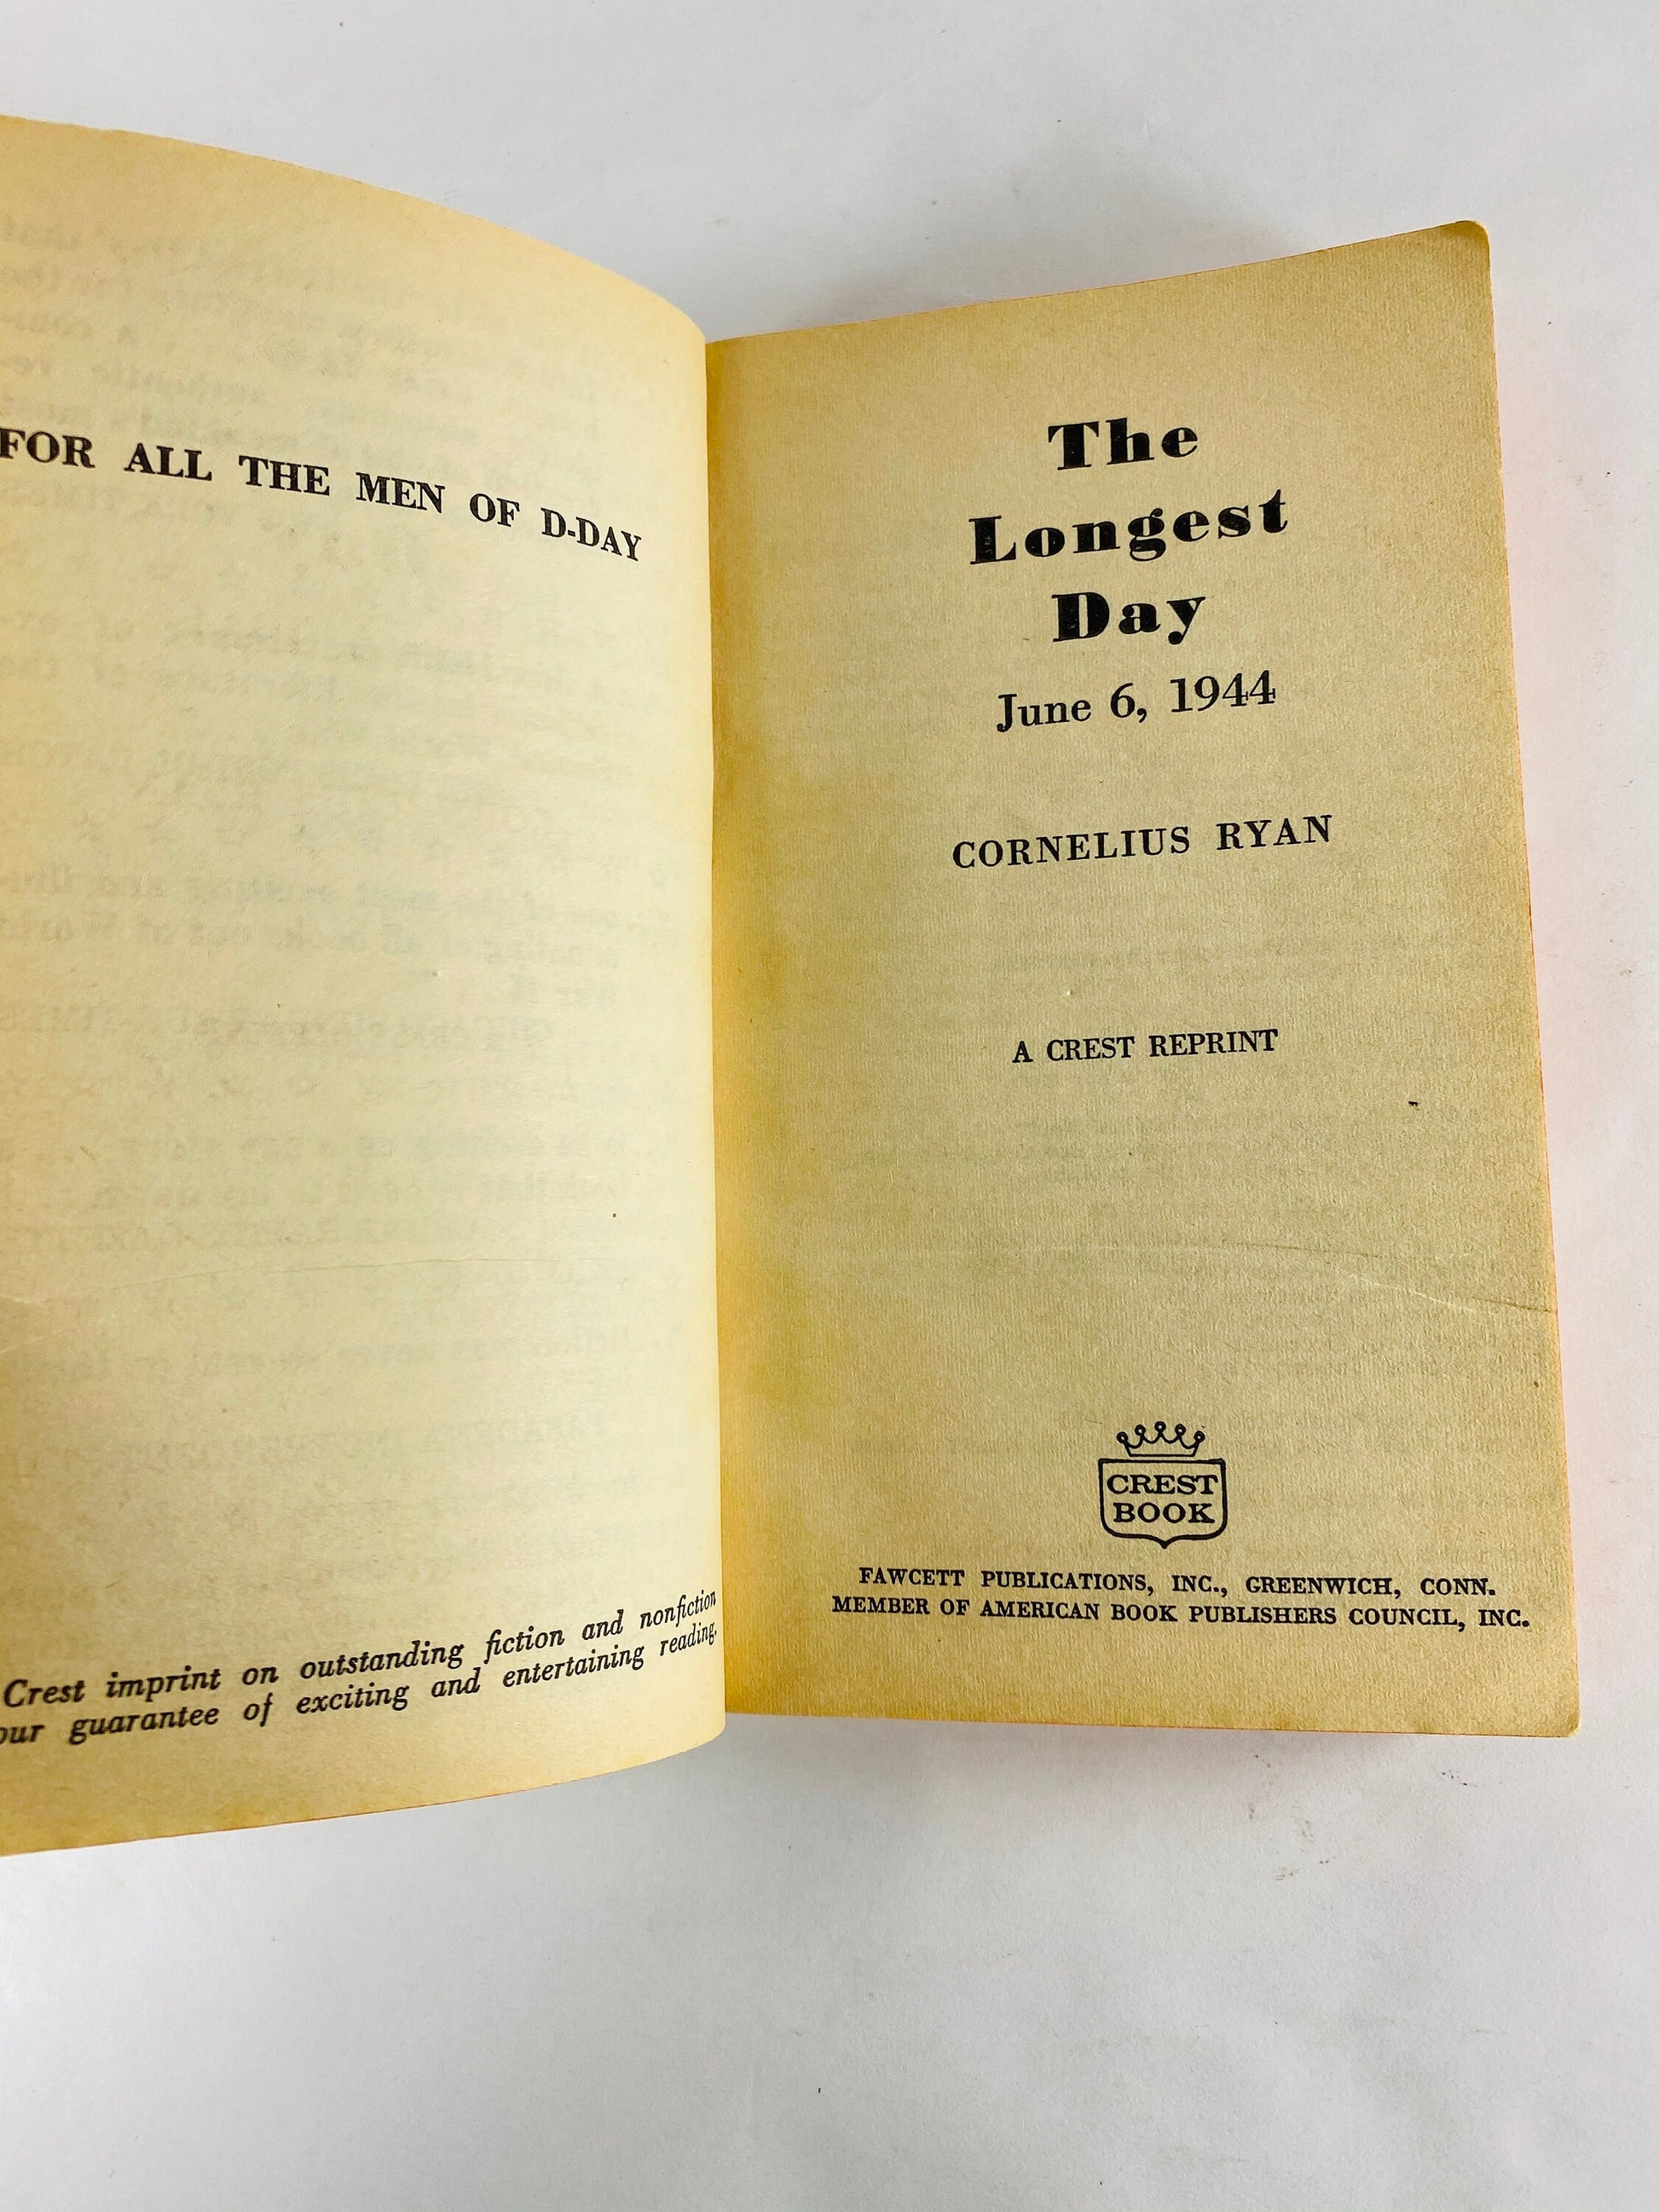 FOR ALL THE MEN OF D-DAY
Crest imprint on outstanding fiction and nonfiction
our guarantee of exciting and entertaining reading.
The
Longest
Day
June 6, 1944
CORNELIUS RYAN
A CREST REPRINT
CREST
BOOK
FAWCETT PUBLICATIONS, INC., GREENWICH, CONN.
MEMBER OF AMERICAN BOOK PUBLISHERS COUNCIL, INC.